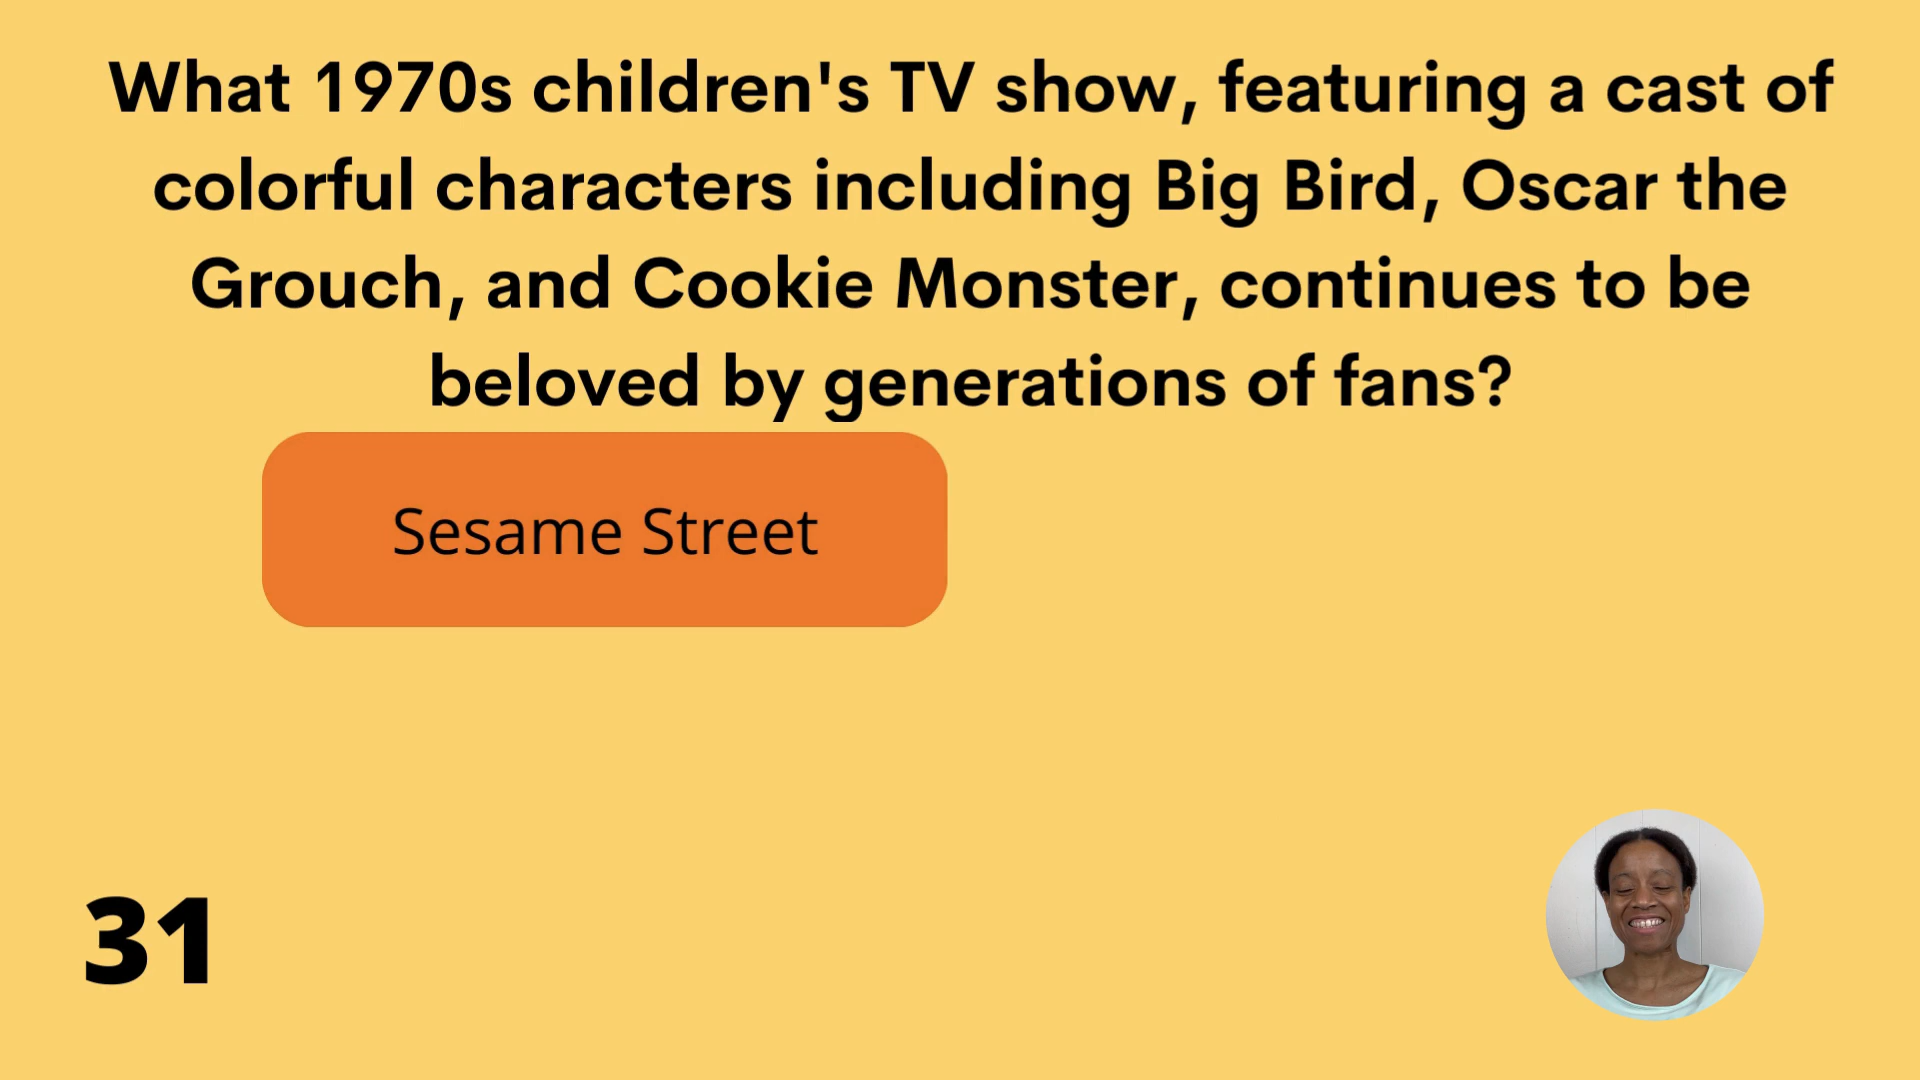 What 1970s children's TV show, featuring a cast of
colorful characters including Big Bird, Oscar the
Grouch, and Cookie Monster, continues to be
beloved by generations of fans?
Sesame Street
31